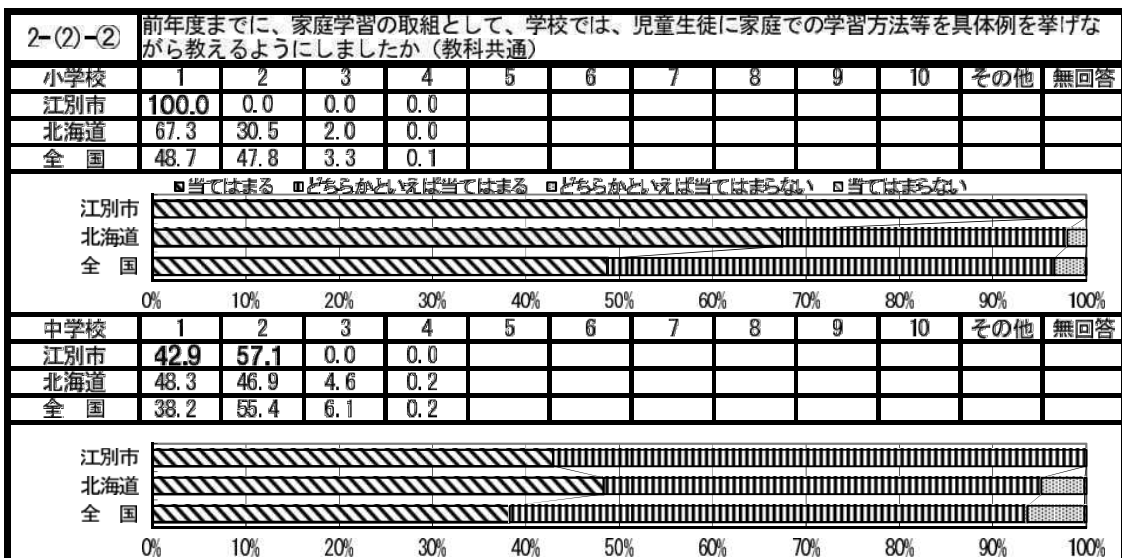 2-(2)-② 前年度までに、家庭学習の取組として、学校では、児童生徒に家庭での学習方法等を具体例を挙げな
がら教えるようにしましたか（教科共通）
小学校 1 2 3 4 5 6 7 8 9 10 その他 無回答
江別市 100.0 0.0 0.0 0.0
北海道 67.3 30.5 2.0 0.0
全 国 48.7 47.8 3.3 0.1
当てはまる どちらかといえば当てはまる どちらかといえば当てはまらない 当てはまらない
江別市
北海道
全 国
0% 10% 20% 30% 40% 50% 60% 70% 80% 90% 100%
中学校 1 2 3 4 5 6 7 8 9 10 その他 無回答
江別市 42.9 57.1 0.0 0.0
北海道 48.3 46.9 4.6 0.2
全 国 38.2 55.4 6.1 0.2
江別市
北海道
全 国
0% 10% 20% 30% 40% 50% 60% 70% 80% 90% 100%